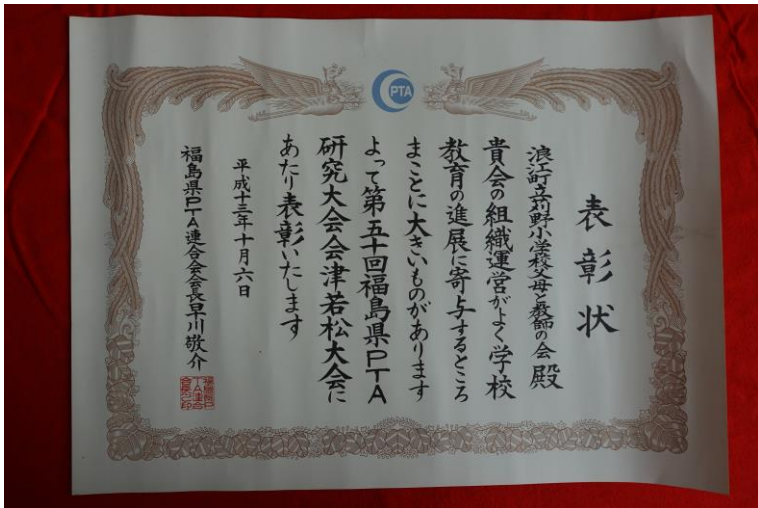 PTA
表彰状
浪江町立苅野小学校父母と教師の会 殿
貴会の組織運営がよく学校
教育の進展に寄与するところ
まことに大きいものがあります
よって第五十回福島県PTA
研究大会会津若松大会に
あたり表彰いたします
平成十三年十月六日
福島県PTA連合会会長早川敬介